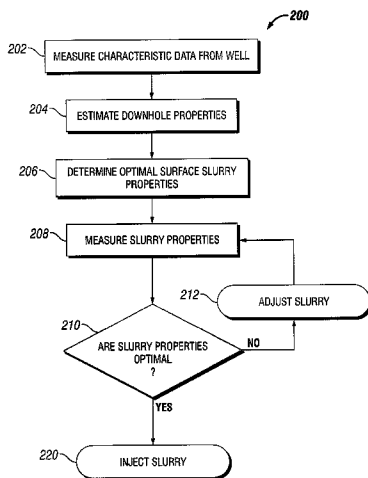 200
202
MEASURE CHARACTERISTIC DATA FROM WELL
204
ESTIMATE DOWNHOLE PROPERTIES
206
DETERMINE OPTIMAL SURFACE SLURRY
PROPERTIES
208
MEASURE SLURRY PROPERTIES
212
ADJUST SLURRY
210
ARE SLURRY PROPERTIES
OPTIMAL
?
NO
YES
220
INJECT SLURRY